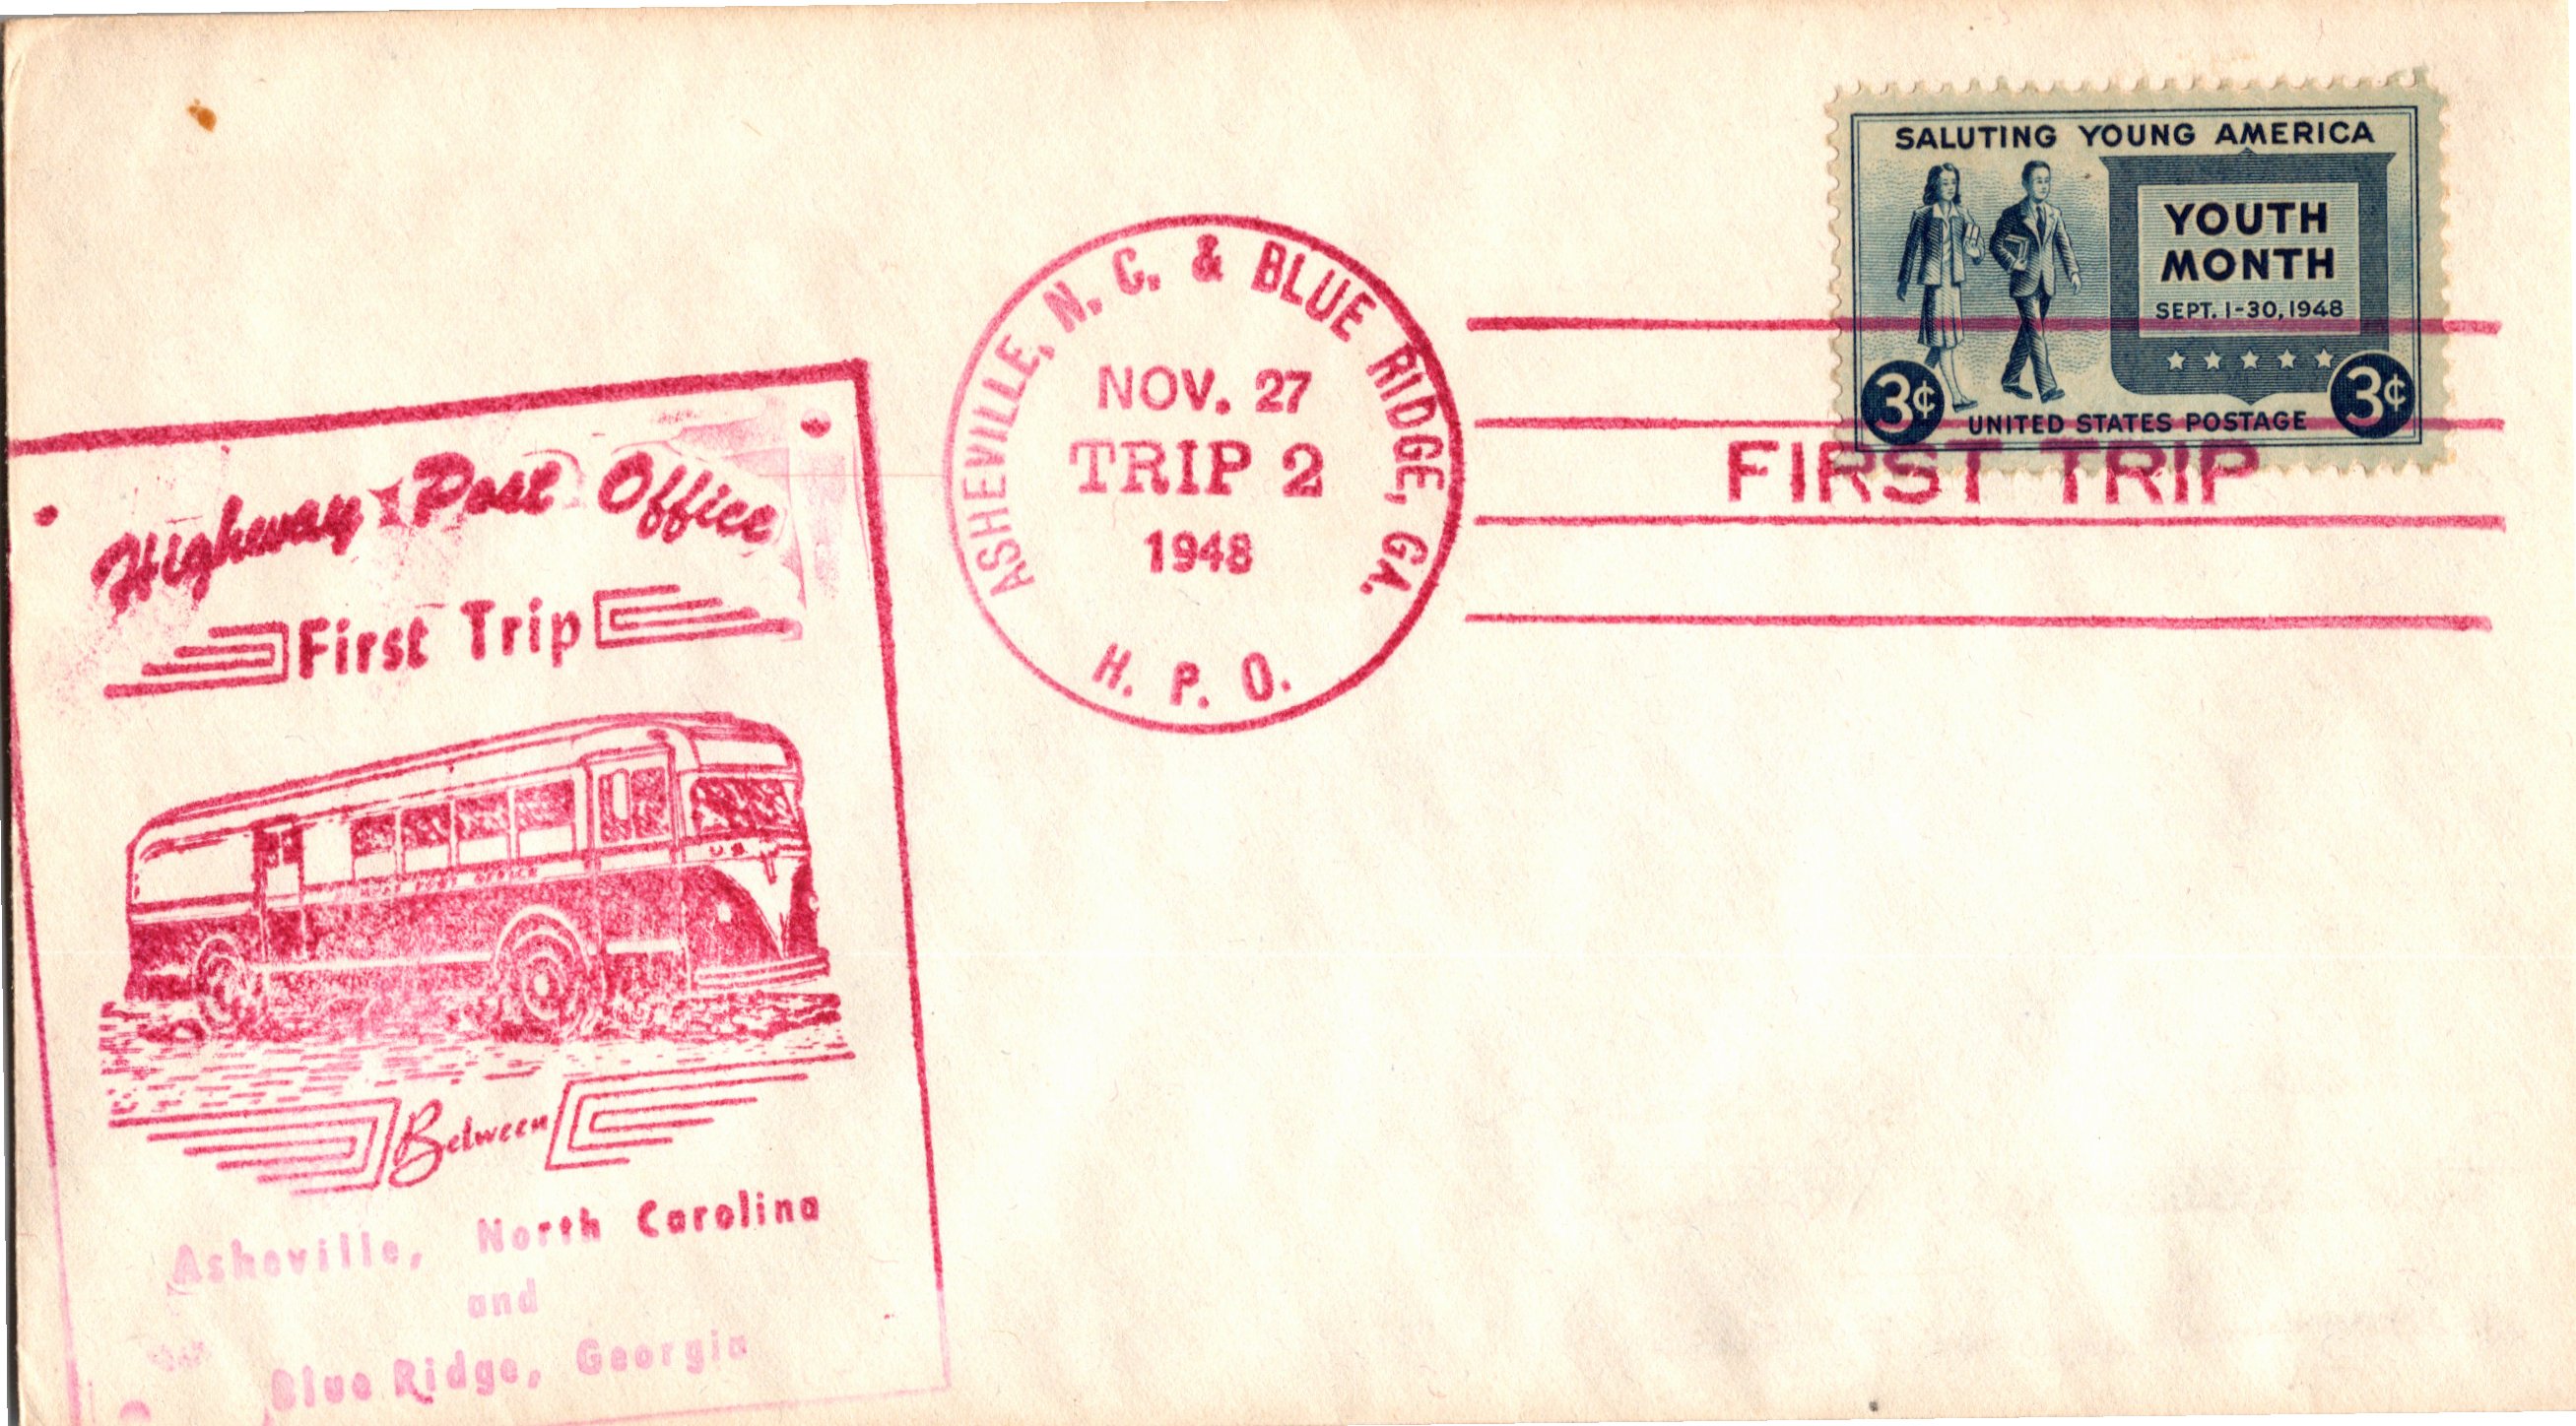 Highway Post Office
First Trip
U.S.
POST OFFICE
Between
Asheville, North Carolina
and
Blue Ridge, Georgia
ASHEVILLE, N. C. & BLUE RIDGE, GA.
NOV. 27
TRIP 2
1948
H. P. O.
SALUTING YOUNG AMERICA
YOUTH
MONTH
SEPT. 1-30, 1948
3¢ 3¢
UNITED STATES POSTAGE
FIRST TRIP